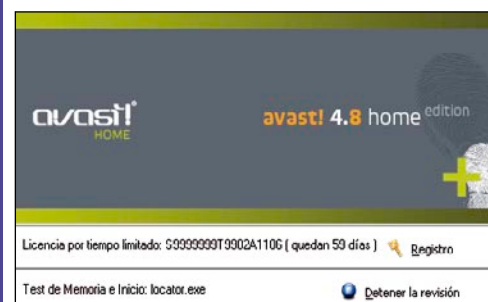 avast!
HOME
avast! 4.8 home edition
Licencia por tiempo limitado: S9999999T9902A1106 ( quedan 59 días ) Registro
Test de Memoria e Inicio: locator.exe Detener la revisión